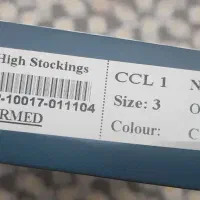 High Stockings
CCL 1
N
Size: 3
O
-10017-011104
RMED
Colour:
C